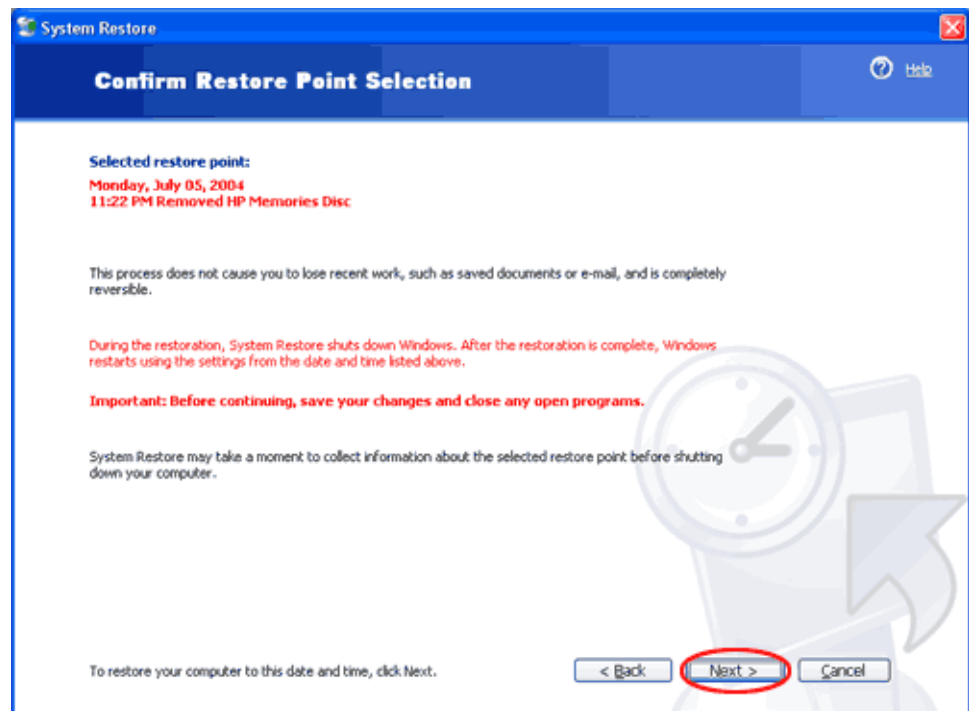 System Restore
Confirm Restore Point Selection
Help
Selected restore point:
Monday, July 05, 2004
11:22 PM Removed HP Memories Disc
This process does not cause you to lose recent work, such as saved documents or e-mail, and is completely
reversible.
During the restoration, System Restore shuts down Windows. After the restoration is complete, Windows
restarts using the settings from the date and time listed above.
Important: Before continuing, save your changes and close any open programs.
System Restore may take a moment to collect information about the selected restore point before shutting
down your computer.
To restore your computer to this date and time, click Next.
< Back
Next >
Cancel